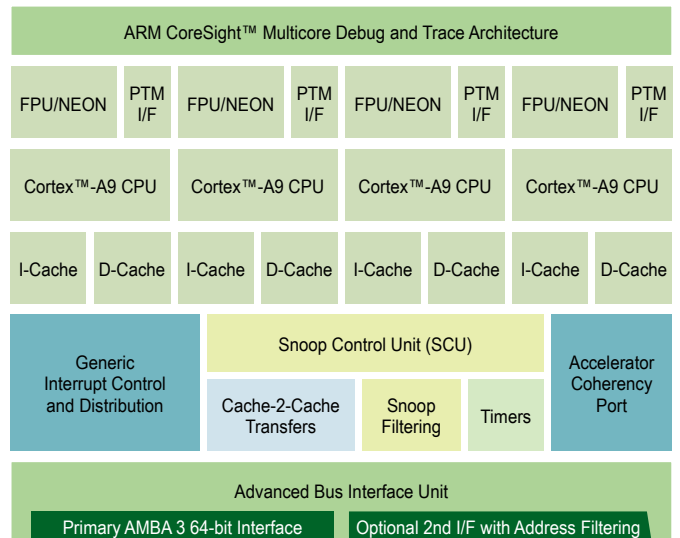 ARM CoreSight™ Multicore Debug and Trace Architecture
FPU/NEON
PTM
I/F
FPU/NEON
PTM
I/F
FPU/NEON
PTM
I/F
FPU/NEON
PTM
I/F
Cortex™-A9 CPU
Cortex™-A9 CPU
Cortex™-A9 CPU
Cortex™-A9 CPU
I-Cache
D-Cache
I-Cache
D-Cache
I-Cache
D-Cache
I-Cache
D-Cache
Generic
Interrupt Control
and Distribution
Snoop Control Unit (SCU)
Cache-2-Cache
Transfers
Snoop
Filtering
Timers
Accelerator
Coherency
Port
Advanced Bus Interface Unit
Primary AMBA 3 64-bit Interface
Optional 2nd I/F with Address Filtering